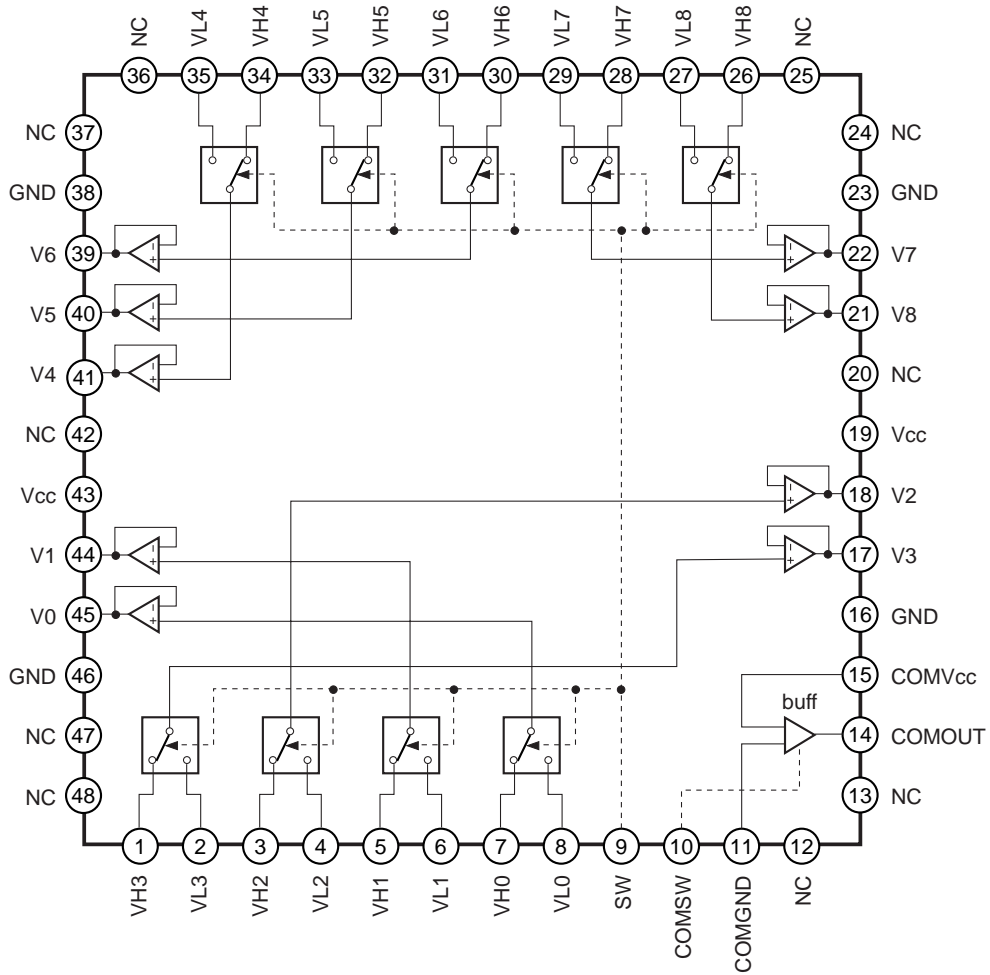 NC VL4 VH4 VL5 VH5 VL6 VH6 VL7 VH7 VL8 VH8 NC
36 35 34 33 32 31 30 29 28 27 26 25
NC 37
24 NC
GND 38
23 GND
V6 39
22 V7
V5 40
21 V8
V4 41
20 NC
NC 42
19 Vcc
Vcc 43
18 V2
V1 44
17 V3
V0 45
16 GND
GND 46
15 COMVcc
buff
NC 47
14 COMOUT
NC 48
13 NC
1 2 3 4 5 6 7 8 9 10 11 12
VH3 VL3 VH2 VL2 VH1 VL1 VH0 VL0 SW COMSW COMGND NC